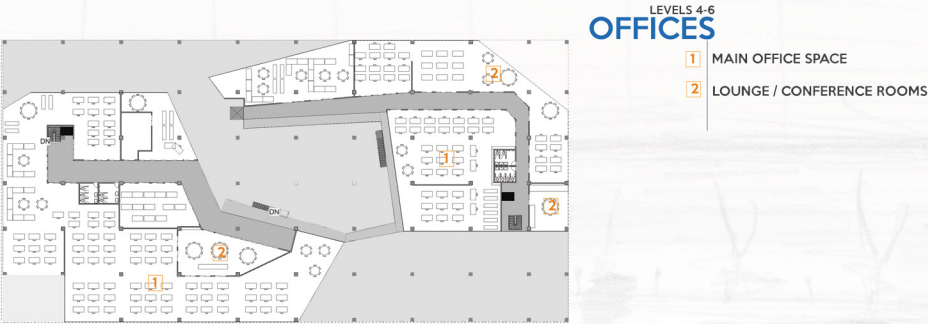 LEVELS 4-6
OFFICES
1 MAIN OFFICE SPACE
2 LOUNGE / CONFERENCE ROOMS
2
DN
1
2
DN
2
1